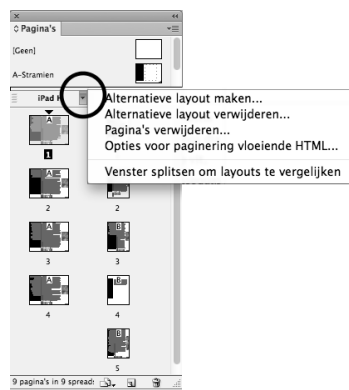 Pagina's
[Geen]
A-Stramien
iPad H
Alternatieve layout maken...
Alternatieve layout verwijderen...
Pagina's verwijderen...
Opties voor paginering vloeiende HTML...
Venster splitsen om layouts te vergelijken
A
1
A
2 2
A B
3 3
A B
4 4
B
5
9 pagina's in 9 spreads